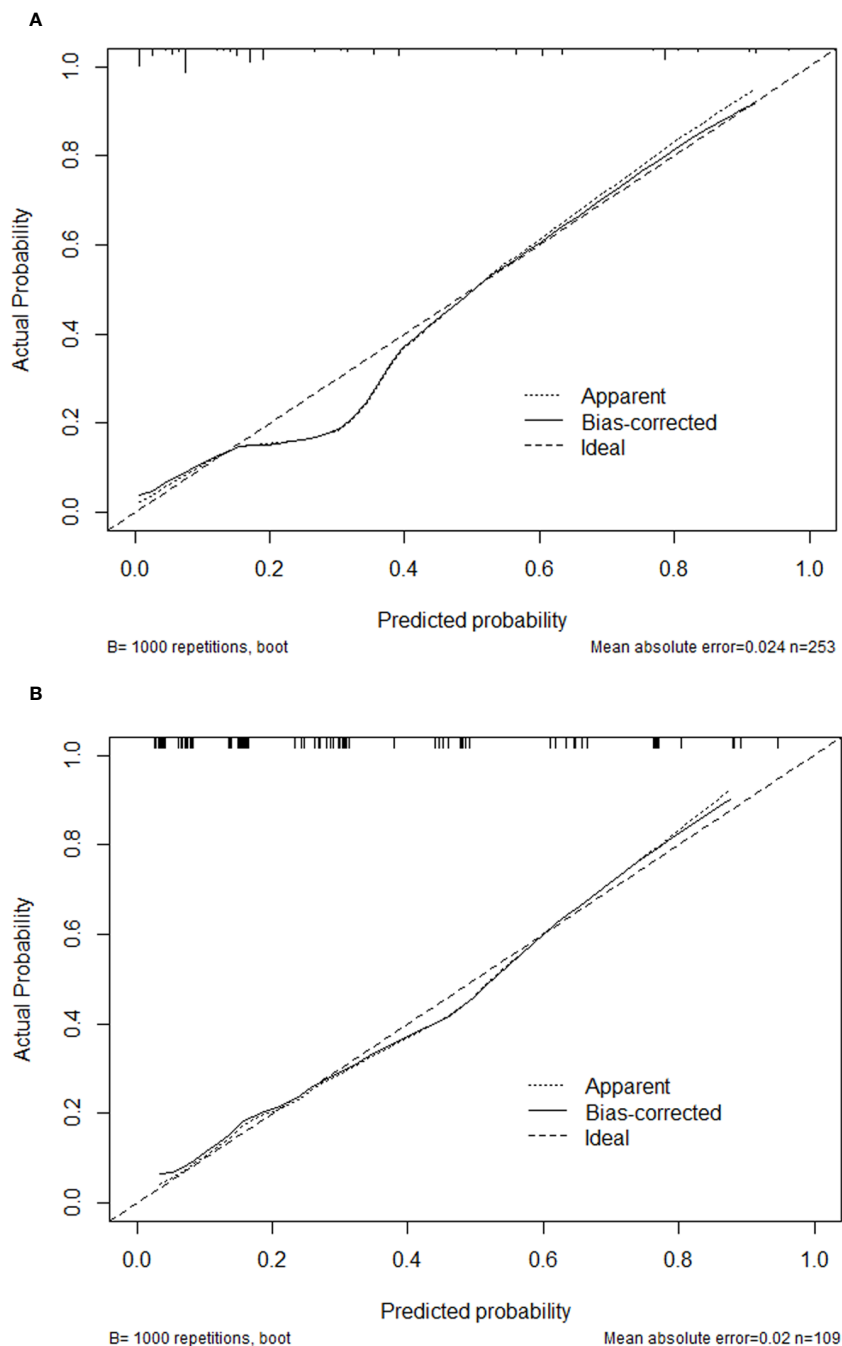 A
1.0
0.8
0.6
0.4
0.2
0.0
Actual Probability
Apparent
Bias-corrected
Ideal
0.0 0.2 0.4 0.6 0.8 1.0
Predicted probability
B= 1000 repetitions, boot Mean absolute error=0.024 n=253
B
1.0
0.8
0.6
0.4
0.2
0.0
Actual Probability
Apparent
Bias-corrected
Ideal
0.0 0.2 0.4 0.6 0.8 1.0
Predicted probability
B= 1000 repetitions, boot Mean absolute error=0.02 n=109